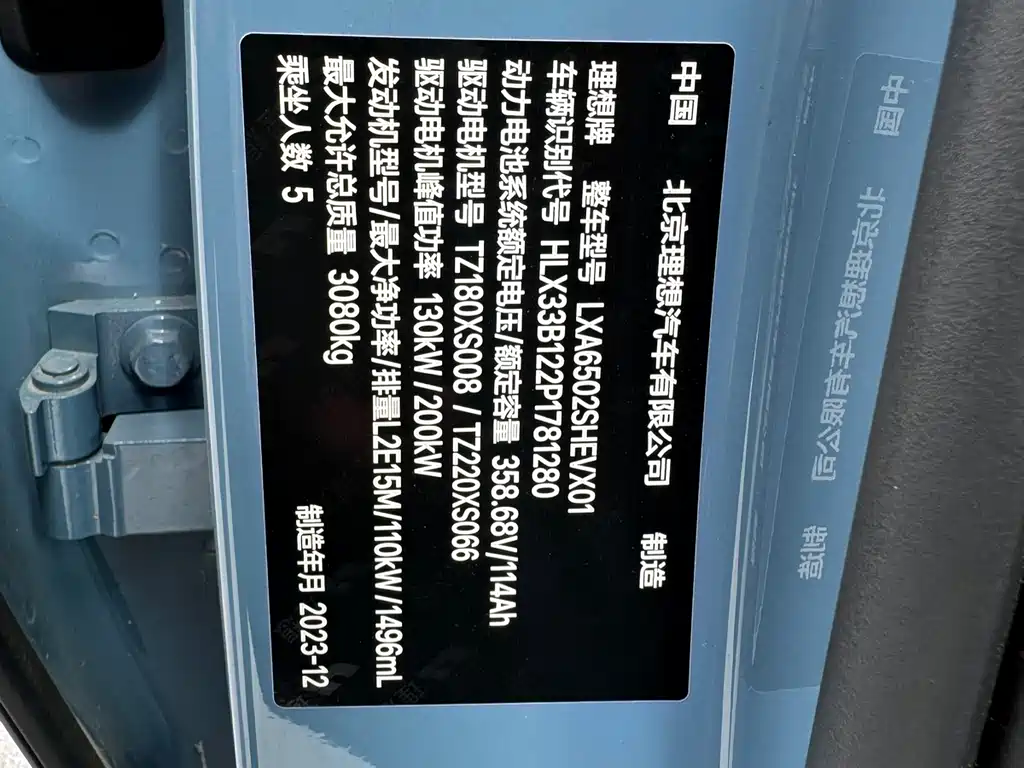 中国 北京理想汽车有限公司 制造
理想牌 整车型号 LXA6502SHEVX01
车辆识别代号 HLX33B122P1781280
动力电池系统额定电压/额定容量 358.68V/114Ah
驱动电机型号 TZ180XS008 / TZ220XS066
驱动电机峰值功率 130kW/200kW
发动机型号/最大净功率/排量L2E15M/110kW/1496mL
最大允许总质量 3080kg
乘坐人数 5 制造年月 2023-12